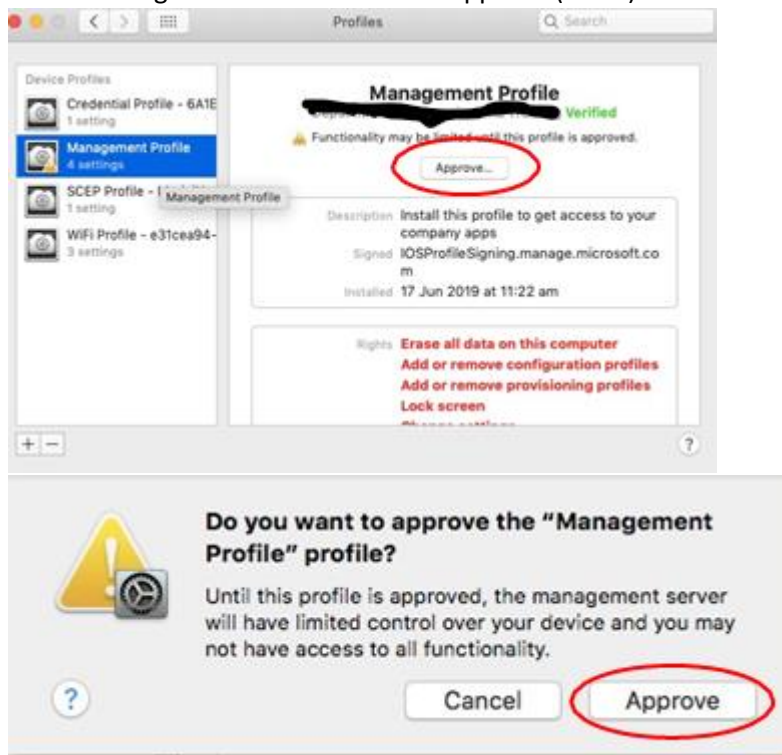 Profiles
Search
Device Profiles
Credential Profile - 6A1E
1 setting
Management Profile
4 settings
SCEP Profile -
1 setting
Management Profile
WiFi Profile - e31cea94-
3 settings
Management Profile
Verified
Functionality may be limited until this profile is approved.
Approve...
Description Install this profile to get access to your
company apps
Signed IOSProfileSigning.manage.microsoft.co
m
Installed 17 Jun 2019 at 11:22 am
Rights Erase all data on this computer
Add or remove configuration profiles
Add or remove provisioning profiles
Lock screen
+ −
?
Do you want to approve the “Management
Profile” profile?
Until this profile is approved, the management server
will have limited control over your device and you may
not have access to all functionality.
?
Cancel
Approve